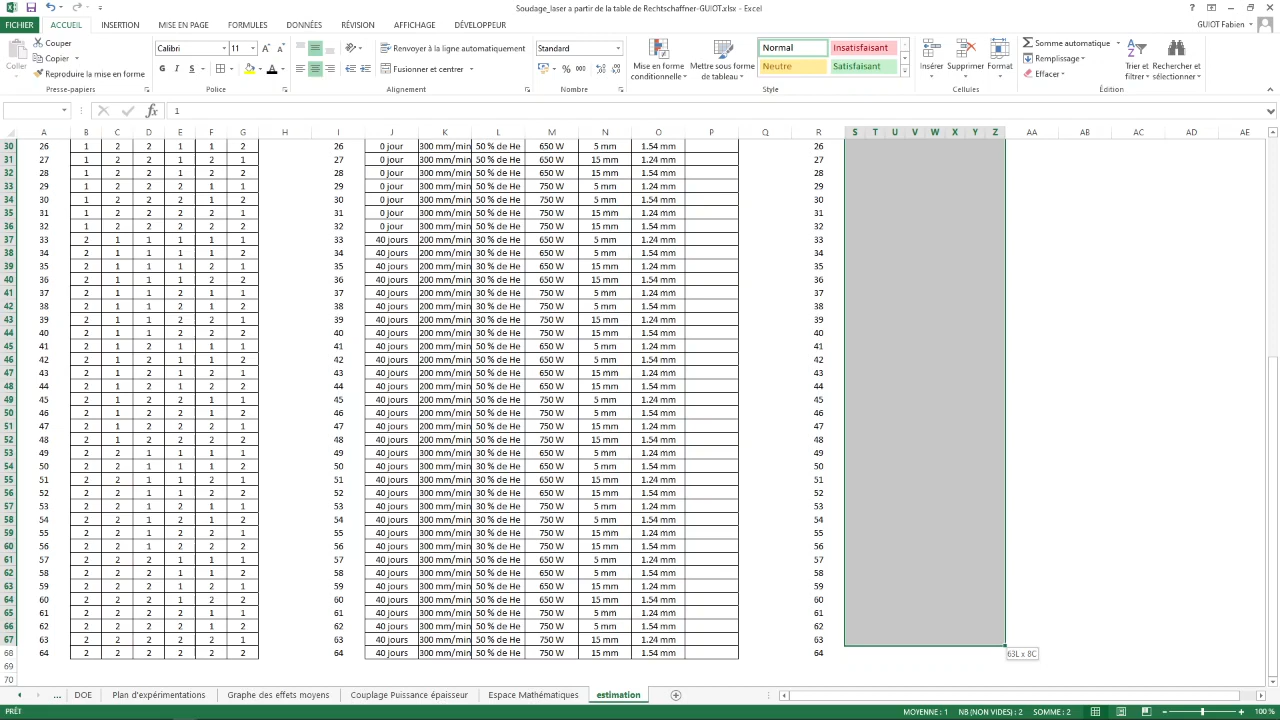 Soudage_laser a partir de la table de Rechtschaffner-GUIOT.xlsx - Excel
FICHIER ACCUEIL INSERTION MISE EN PAGE FORMULES DONNÉES RÉVISION AFFICHAGE DÉVELOPPEUR GUIOT Fabien
Coller Couper Copier Reproduire la mise en forme
Calibri 11 G I S
Renvoyer à la ligne automatiquement Fusionner et centrer
Standard % 000
Mise en forme conditionnelle Mettre sous forme de tableau
Normal Insatisfaisant
Neutre Satisfaisant
Insérer Supprimer Format
Somme automatique Remplissage Effacer
Trier et filtrer Rechercher et sélectionner
Presse-papiers Police Alignement Nombre Style Cellules Édition
fx 1
A B C D E F G H I J K L M N O P Q R S T U V W X Y Z AA AB AC AD AE
30 26 1 2 2 1 1 2 26 0 jour 300 mm/min 50 % de He 650 W 5 mm 1.54 mm 26
31 27 1 2 2 1 2 1 27 0 jour 300 mm/min 50 % de He 650 W 15 mm 1.24 mm 27
32 28 1 2 2 1 2 2 28 0 jour 300 mm/min 50 % de He 650 W 15 mm 1.54 mm 28
33 29 1 2 2 2 1 1 29 0 jour 300 mm/min 50 % de He 750 W 5 mm 1.24 mm 29
34 30 1 2 2 2 1 2 30 0 jour 300 mm/min 50 % de He 750 W 5 mm 1.54 mm 30
35 31 1 2 2 2 2 1 31 0 jour 300 mm/min 50 % de He 750 W 15 mm 1.24 mm 31
36 32 1 2 2 2 2 2 32 0 jour 300 mm/min 50 % de He 750 W 15 mm 1.54 mm 32
37 33 2 1 1 1 1 1 33 40 jours 200 mm/min 30 % de He 650 W 5 mm 1.24 mm 33
38 34 2 1 1 1 1 2 34 40 jours 200 mm/min 30 % de He 650 W 5 mm 1.54 mm 34
39 35 2 1 1 1 2 1 35 40 jours 200 mm/min 30 % de He 650 W 15 mm 1.24 mm 35
40 36 2 1 1 1 2 2 36 40 jours 200 mm/min 30 % de He 650 W 15 mm 1.54 mm 36
41 37 2 1 1 2 1 1 37 40 jours 200 mm/min 30 % de He 750 W 5 mm 1.24 mm 37
42 38 2 1 1 2 1 2 38 40 jours 200 mm/min 30 % de He 750 W 5 mm 1.54 mm 38
43 39 2 1 1 2 2 1 39 40 jours 200 mm/min 30 % de He 750 W 15 mm 1.24 mm 39
44 40 2 1 1 2 2 2 40 40 jours 200 mm/min 30 % de He 750 W 15 mm 1.54 mm 40
45 41 2 1 2 1 1 1 41 40 jours 200 mm/min 50 % de He 650 W 5 mm 1.24 mm 41
46 42 2 1 2 1 1 2 42 40 jours 200 mm/min 50 % de He 650 W 5 mm 1.54 mm 42
47 43 2 1 2 1 2 1 43 40 jours 200 mm/min 50 % de He 650 W 15 mm 1.24 mm 43
48 44 2 1 2 1 2 2 44 40 jours 200 mm/min 50 % de He 650 W 15 mm 1.54 mm 44
49 45 2 1 2 2 1 1 45 40 jours 200 mm/min 50 % de He 750 W 5 mm 1.24 mm 45
50 46 2 1 2 2 1 2 46 40 jours 200 mm/min 50 % de He 750 W 5 mm 1.54 mm 46
51 47 2 1 2 2 2 1 47 40 jours 200 mm/min 50 % de He 750 W 15 mm 1.24 mm 47
52 48 2 1 2 2 2 2 48 40 jours 200 mm/min 50 % de He 750 W 15 mm 1.54 mm 48
53 49 2 2 1 1 1 1 49 40 jours 300 mm/min 30 % de He 650 W 5 mm 1.24 mm 49
54 50 2 2 1 1 1 2 50 40 jours 300 mm/min 30 % de He 650 W 5 mm 1.54 mm 50
55 51 2 2 1 1 2 1 51 40 jours 300 mm/min 30 % de He 650 W 15 mm 1.24 mm 51
56 52 2 2 1 1 2 2 52 40 jours 300 mm/min 30 % de He 650 W 15 mm 1.54 mm 52
57 53 2 2 1 2 1 1 53 40 jours 300 mm/min 30 % de He 750 W 5 mm 1.24 mm 53
58 54 2 2 1 2 1 2 54 40 jours 300 mm/min 30 % de He 750 W 5 mm 1.54 mm 54
59 55 2 2 1 2 2 1 55 40 jours 300 mm/min 30 % de He 750 W 15 mm 1.24 mm 55
60 56 2 2 1 2 2 2 56 40 jours 300 mm/min 30 % de He 750 W 15 mm 1.54 mm 56
61 57 2 2 2 1 1 1 57 40 jours 300 mm/min 50 % de He 650 W 5 mm 1.24 mm 57
62 58 2 2 2 1 1 2 58 40 jours 300 mm/min 50 % de He 650 W 5 mm 1.54 mm 58
63 59 2 2 2 1 2 1 59 40 jours 300 mm/min 50 % de He 650 W 15 mm 1.24 mm 59
64 60 2 2 2 1 2 2 60 40 jours 300 mm/min 50 % de He 650 W 15 mm 1.54 mm 60
65 61 2 2 2 2 1 1 61 40 jours 300 mm/min 50 % de He 750 W 5 mm 1.24 mm 61
66 62 2 2 2 2 1 2 62 40 jours 300 mm/min 50 % de He 750 W 5 mm 1.54 mm 62
67 63 2 2 2 2 2 1 63 40 jours 300 mm/min 50 % de He 750 W 15 mm 1.24 mm 63
68 64 2 2 2 2 2 2 64 40 jours 300 mm/min 50 % de He 750 W 15 mm 1.54 mm 64
63L x 8C
69
70
... DOE Plan d'expérimentations Graphe des effets moyens Couplage Puissance épaisseur Espace Mathématiques estimation
PRÊT MOYENNE : 1 NB (NON VIDES) : 2 SOMME : 2 100 %